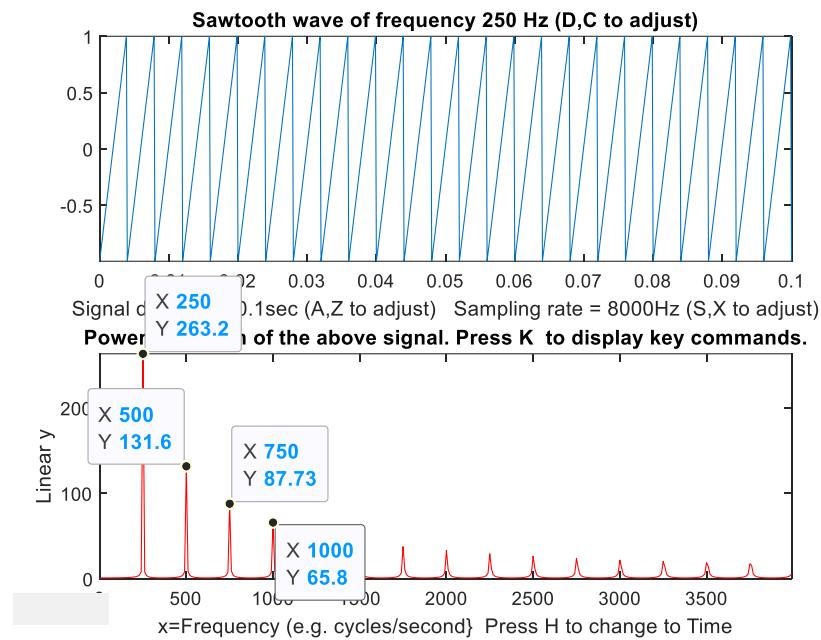 Sawtooth wave of frequency 250 Hz (D,C to adjust)
1
0.5
0
-0.5
0 0.02 0.03 0.04 0.05 0.06 0.07 0.08 0.09 0.1
Signal 0.1sec (A,Z to adjust) Sampling rate = 8000Hz (S,X to adjust)
X 250
Y 263.2
of the above signal. Press K to display key commands.
200
100
0
Linear y
X 500
Y 131.6
X 750
Y 87.73
X 1000
Y 65.8
500 1000 1500 2000 2500 3000 3500
x=Frequency (e.g. cycles/second} Press H to change to Time